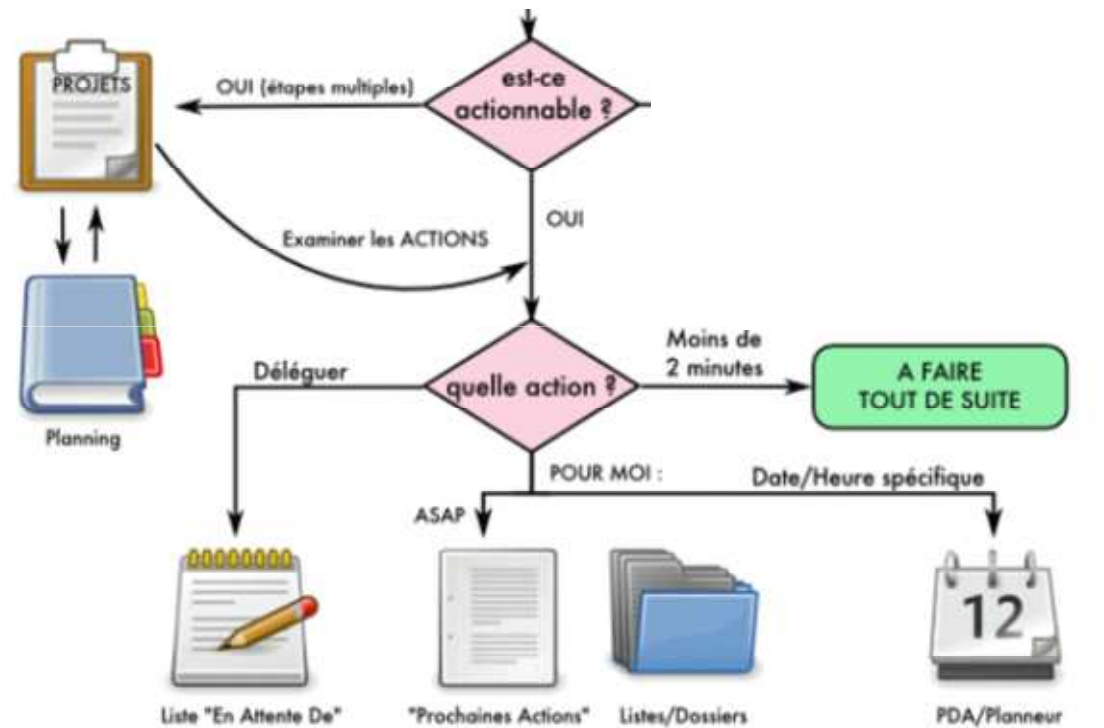 est-ce
actionnable ?
OUI (étapes multiples)
PROJETS
OUI
Examiner les ACTIONS
Planning
quelle action ?
Moins de
2 minutes
A FAIRE
TOUT DE SUITE
Déléguer
POUR MOI :
Date/Heure spécifique
ASAP
12
Liste "En Attente De"
"Prochaines Actions"
Listes/Dossiers
PDA/Planneur